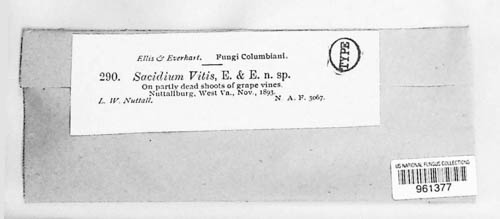 Ellis & Everhart. Fungi Columbiani.
TYPE
290. Sacidium Vitis, E. & E. n. sp.
On partly dead shoots of grape vines.
Nuttallburg, West Va., Nov., 1893.
L. W. Nuttall. N A. F. 3067.
US NATIONAL FUNGUS COLLECTIONS
961377